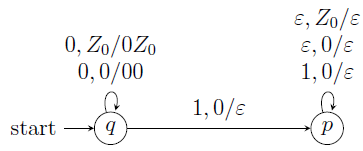 0, Z₀/0Z₀
0, 0/00
ε, Z₀/ε
ε, 0/ε
1, 0/ε
1, 0/ε
start
q
p